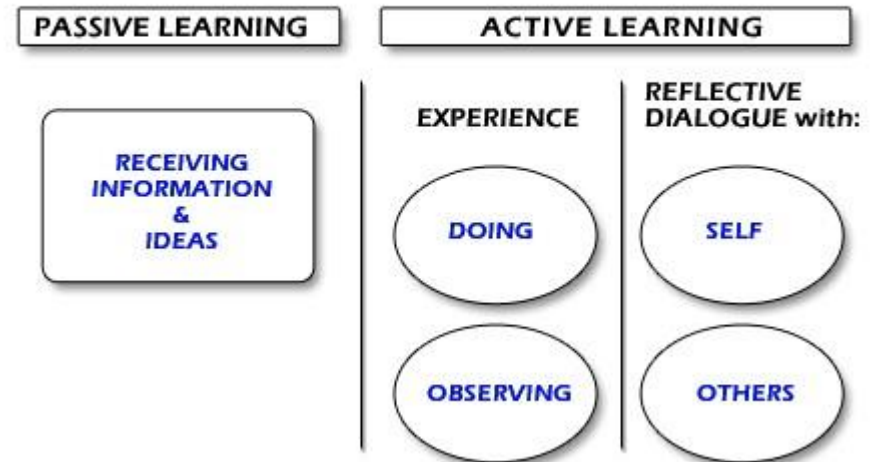 PASSIVE LEARNING
ACTIVE LEARNING
RECEIVING
INFORMATION
&
IDEAS
EXPERIENCE
DOING
OBSERVING
REFLECTIVE
DIALOGUE with:
SELF
OTHERS